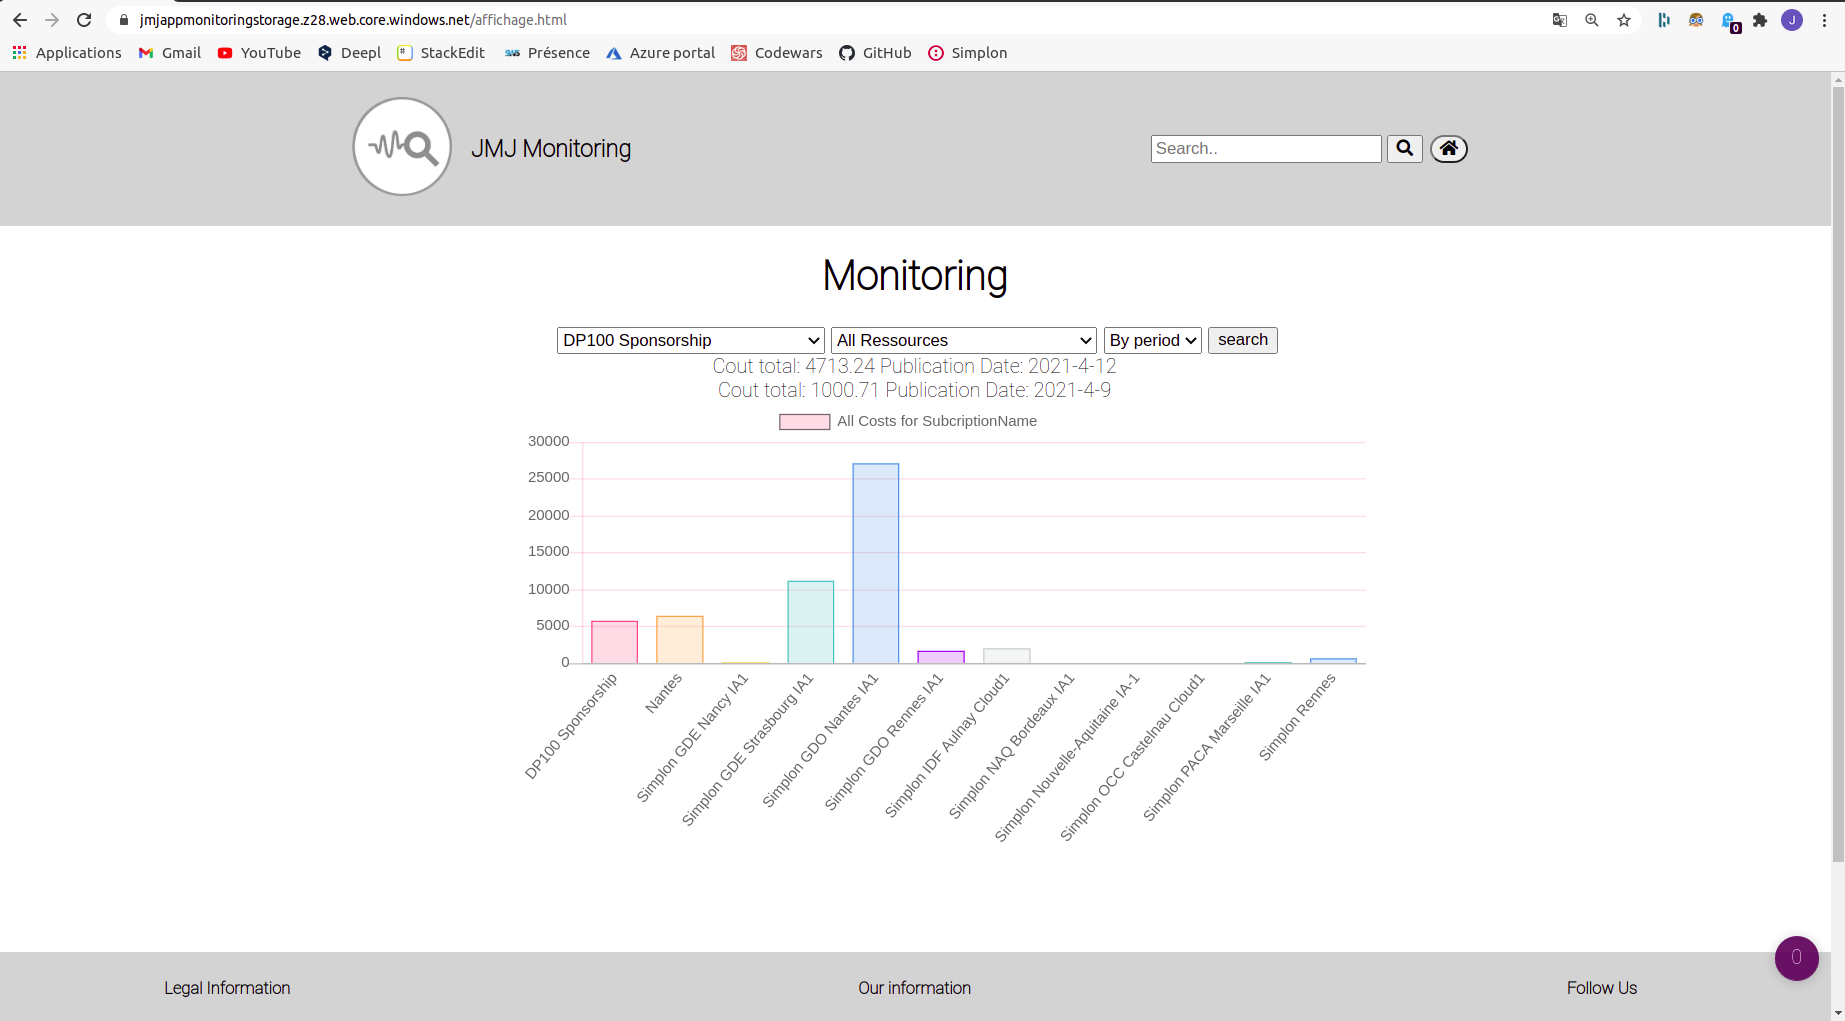 jmjappmonitoringstorage.z28.web.core.windows.net/affichage.html
0
J
Applications Gmail YouTube Deepl StackEdit Présence Azure portal Codewars GitHub Simplon
JMJ Monitoring
Search..
Monitoring
DP100 Sponsorship All Ressources By period search
Cout total: 4713.24 Publication Date: 2021-4-12
Cout total: 1000.71 Publication Date: 2021-4-9
All Costs for SubcriptionName
30000
25000
20000
15000
10000
5000
0
DP100 Sponsorship
Nantes
Simplon GDE Nancy IA1
Simplon GDE Strasbourg IA1
Simplon GDO Nantes IA1
Simplon GDO Rennes IA1
Simplon IDF Aulnay Cloud1
Simplon NAQ Bordeaux IA1
Simplon Nouvelle-Aquitaine IA-1
Simplon OCC Castelnau Cloud1
Simplon PACA Marseille IA1
Simplon Rennes
0
Legal Information Our information Follow Us